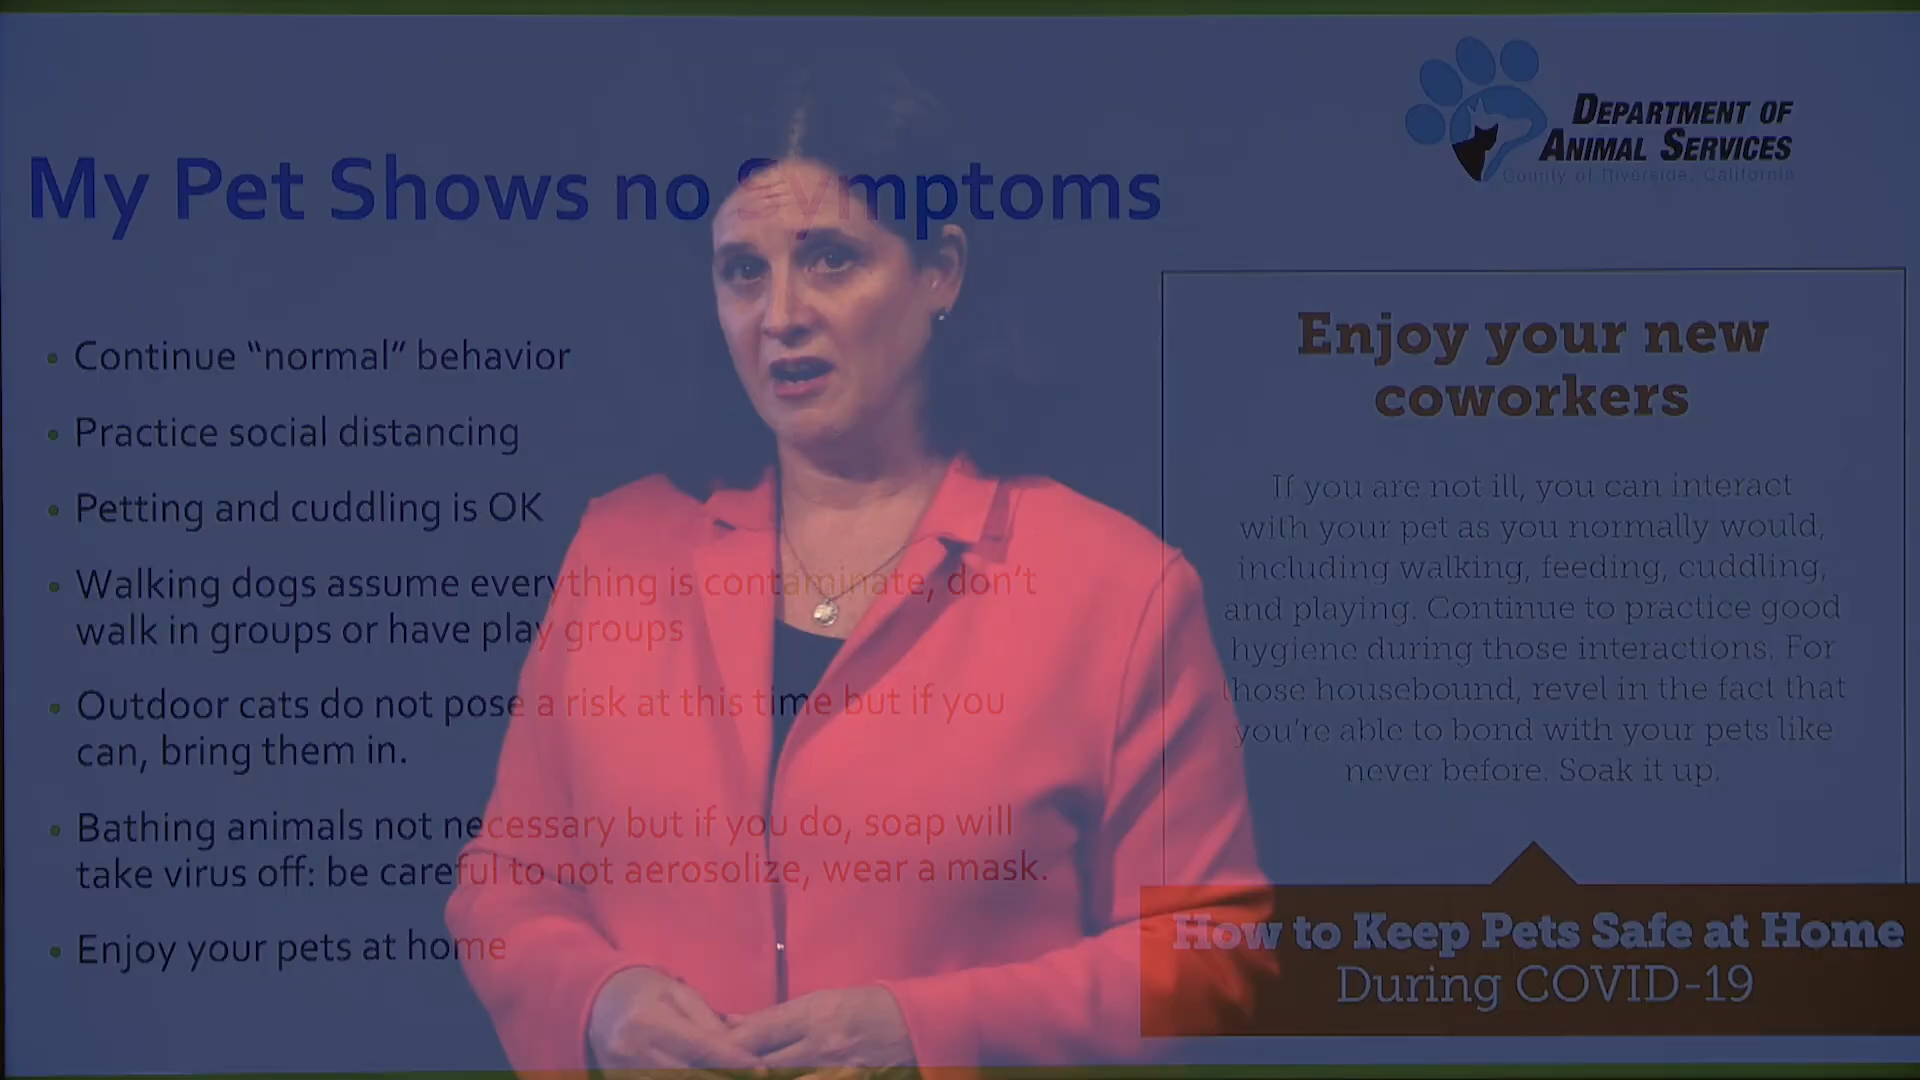 DEPARTMENT OF
ANIMAL SERVICES
County of Riverside, California
My Pet Shows no Symptoms
• Continue “normal” behavior
• Practice social distancing
• Petting and cuddling is OK
• Walking dogs assume everything is contaminate, don’t
walk in groups or have play groups
• Outdoor cats do not pose a risk at this time but if you
can, bring them in.
• Bathing animals not necessary but if you do, soap will
take virus off: be careful to not aerosolize, wear a mask.
• Enjoy your pets at home
Enjoy your new
coworkers
If you are not ill, you can interact
with your pet as you normally would,
including walking, feeding, cuddling,
and playing. Continue to practice good
hygiene during those interactions. For
those housebound, revel in the fact that
you’re able to bond with your pets like
never before. Soak it up.
How to Keep Pets Safe at Home
During COVID-19